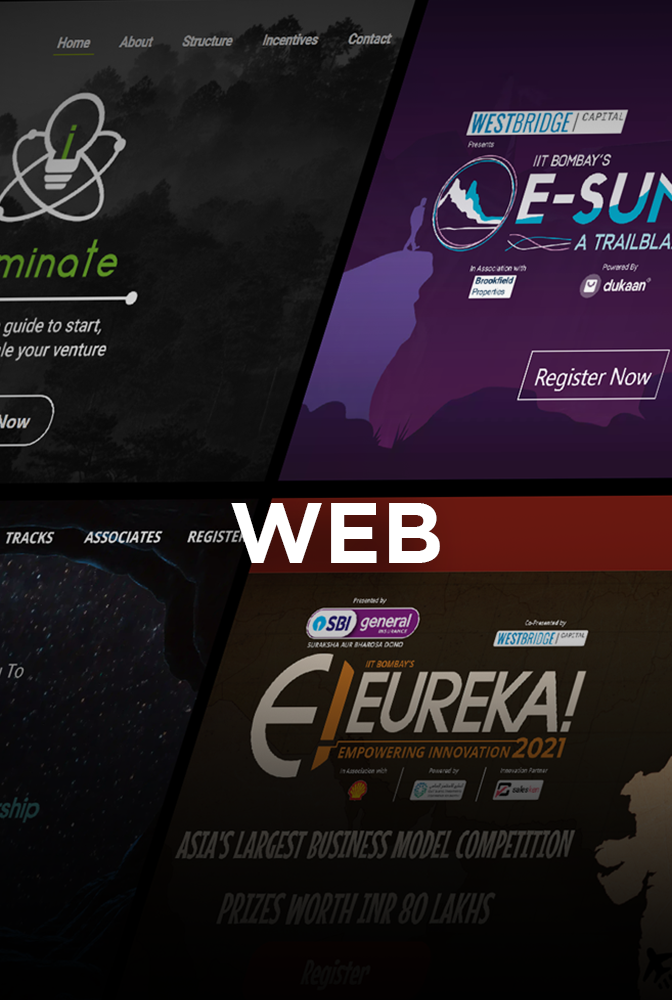 Home About Structure Incentives Contact
i
minate
guide to start,
le your venture
Now
WESTBRIDGE | CAPITAL
Presents
IIT BOMBAY'S
E-SUM
A TRAILBLA
In Association with
Brookfield
Properties
Powered By
dukaan
Register Now
WEB
TRACKS ASSOCIATES REGISTER
To
rship
Presented by
SBI general
INSURANCE
SURAKSHA AUR BHAROSA DONO
Co-Presented by
WESTBRIDGE | CAPITAL
IIT BOMBAY'S
E! EUREKA!
EMPOWERING INNOVATION 2021
In Association with
Powered by
Innovation Partner
ASIA'S LARGEST BUSINESS MODEL COMPETITION
PRIZES WORTH INR 80 LAKHS
Register